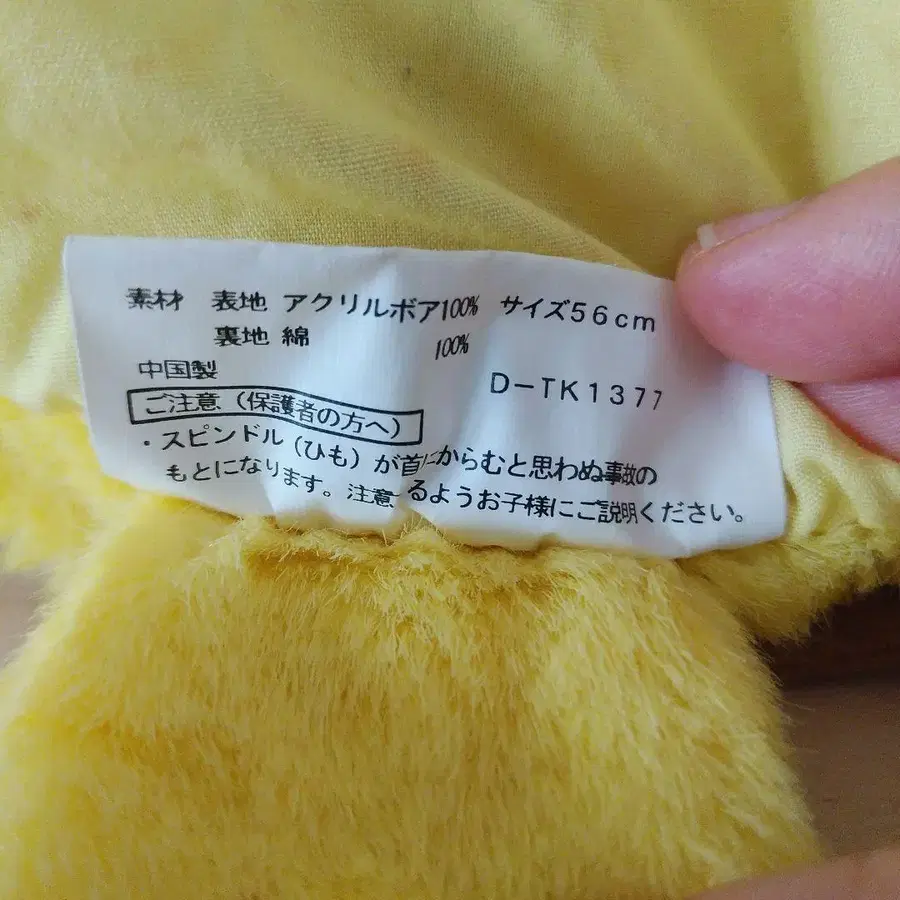 素材 表地 アクリルボア100% サイズ56cm
裏地 綿 100%
中国製 D-TK1377
ご注意(保護者の方へ)
・スピンドル(ひも)が首にからむと思わぬ事故の
もとになります。注意 るようお子様にご説明ください。